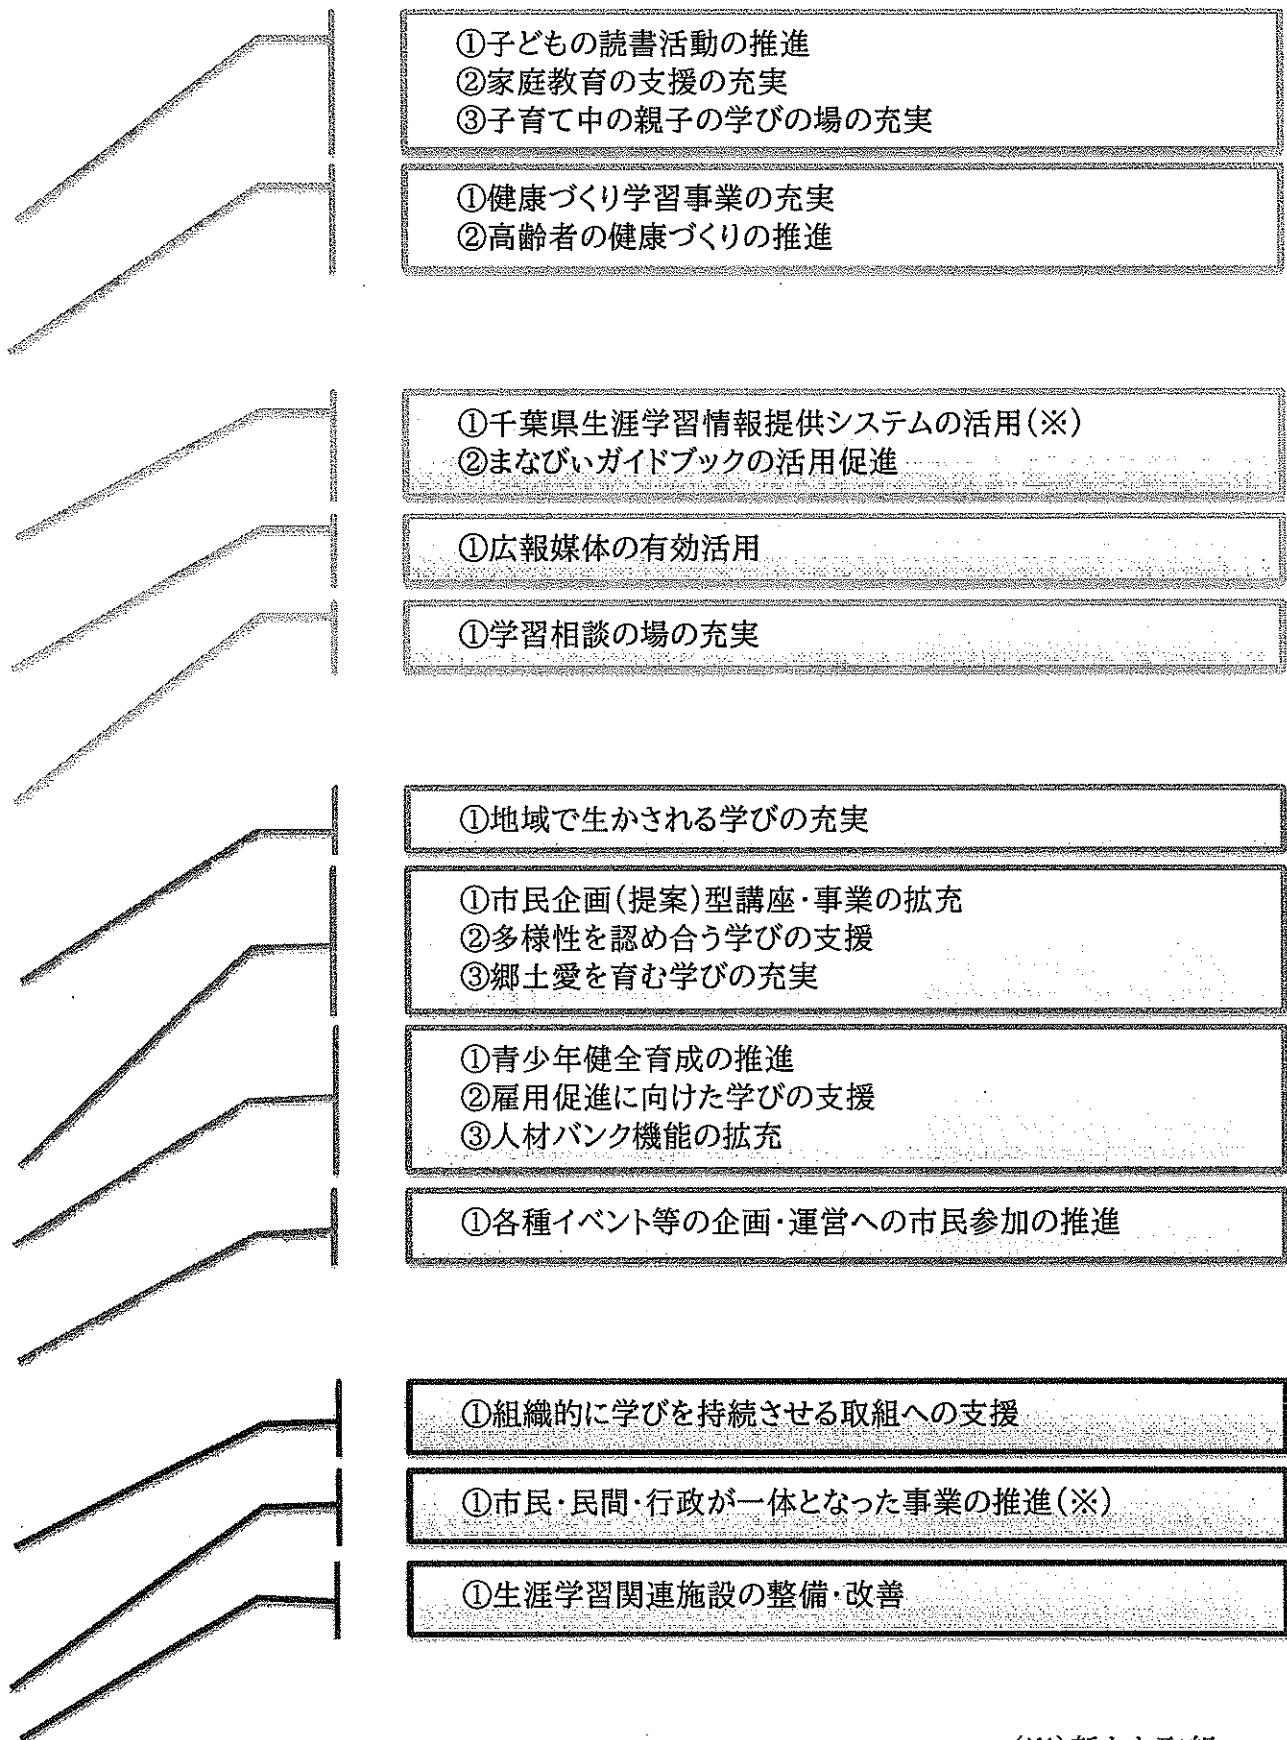 ①子どもの読書活動の推進
②家庭教育の支援の充実
③子育て中の親子の学びの場の充実
①健康づくり学習事業の充実
②高齢者の健康づくりの推進
①千葉県生涯学習情報提供システムの活用(※)
②まなびぃガイドブックの活用促進
①広報媒体の有効活用
①学習相談の場の充実
①地域で生かされる学びの充実
①市民企画(提案)型講座・事業の拡充
②多様性を認め合う学びの支援
③郷土愛を育む学びの充実
①青少年健全育成の推進
②雇用促進に向けた学びの支援
③人材バンク機能の拡充
①各種イベント等の企画・運営への市民参加の推進
①組織的に学びを持続させる取組への支援
①市民・民間・行政が一体となった事業の推進(※)
①生涯学習関連施設の整備・改善